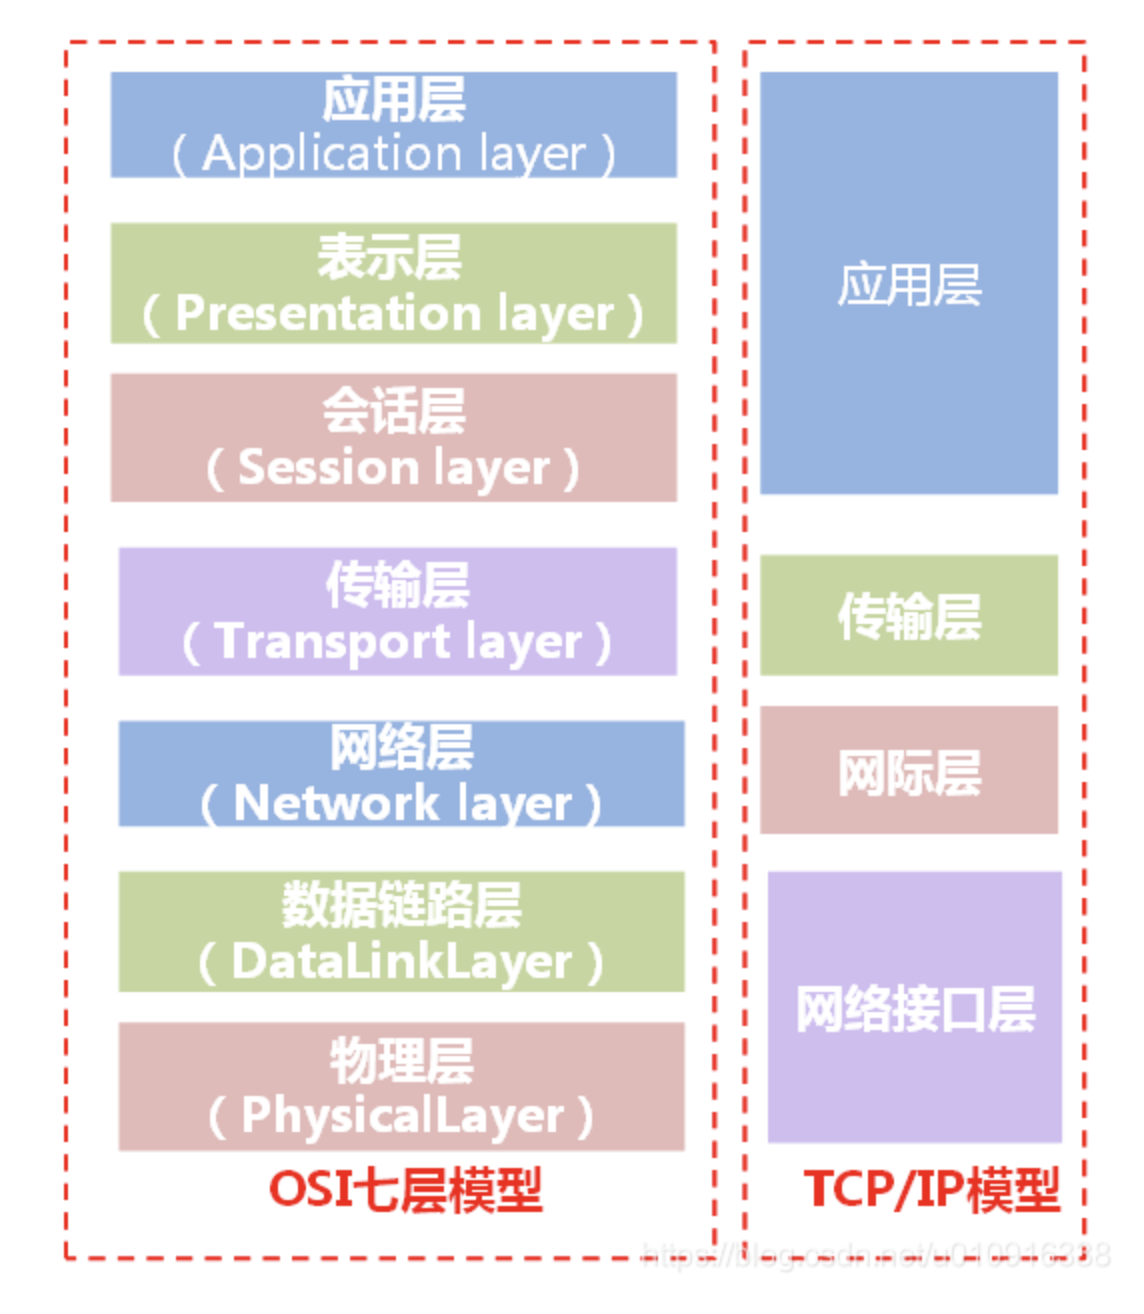 应用层
（Application layer）
表示层
（Presentation layer）
会话层
（Session layer）
传输层
（Transport layer）
网络层
（Network layer）
数据链路层
（DataLinkLayer）
物理层
（PhysicalLayer）
OSI七层模型
应用层
传输层
网际层
网络接口层
TCP/IP模型
https://blog.csdn.net/u010916338